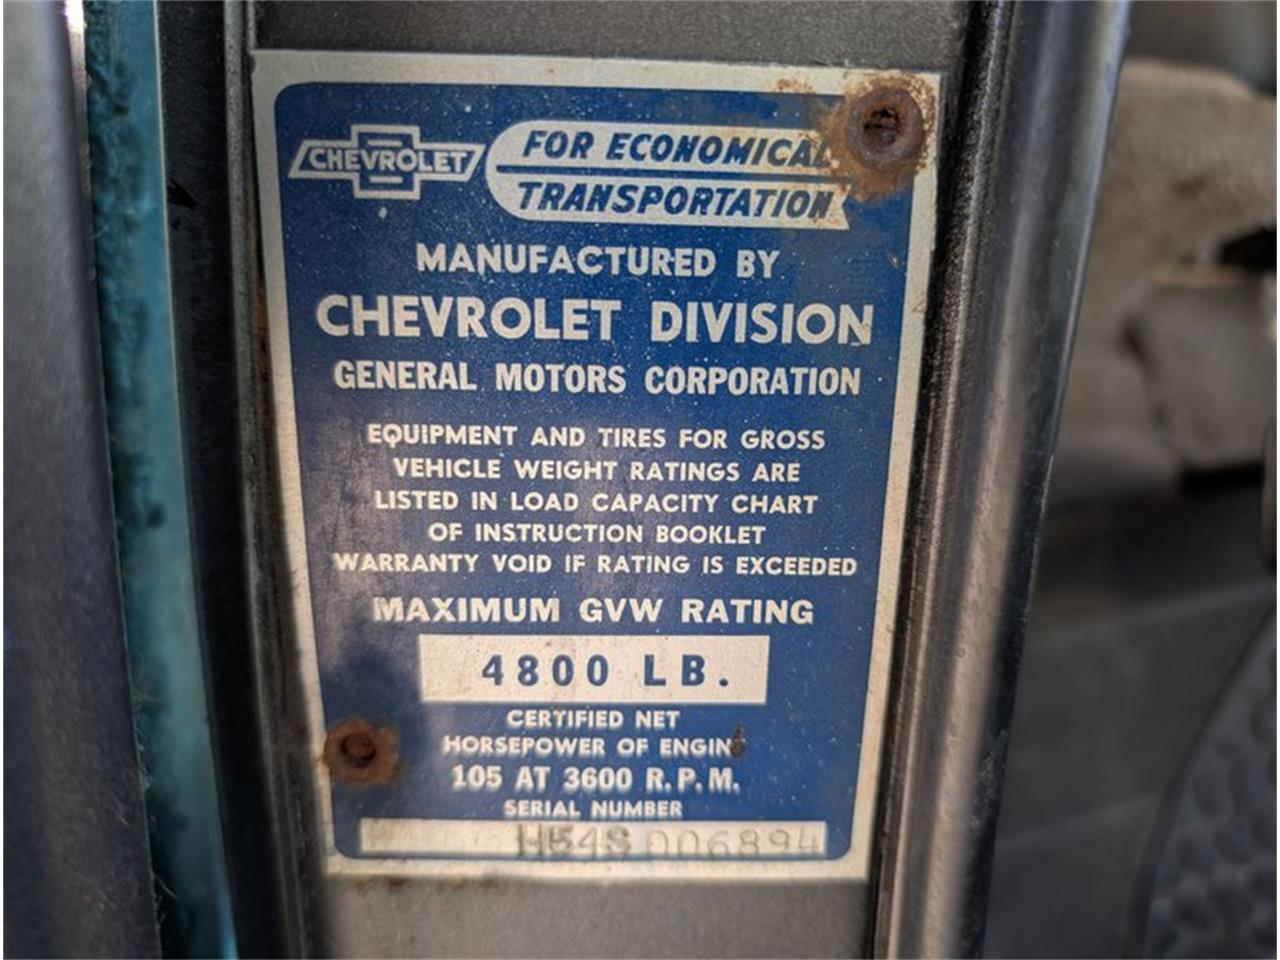 CHEVROLET
FOR ECONOMICAL
TRANSPORTATION
MANUFACTURED BY
CHEVROLET DIVISION
GENERAL MOTORS CORPORATION
EQUIPMENT AND TIRES FOR GROSS
VEHICLE WEIGHT RATINGS ARE
LISTED IN LOAD CAPACITY CHART
OF INSTRUCTION BOOKLET
WARRANTY VOID IF RATING IS EXCEEDED
MAXIMUM GVW RATING
4800 LB.
CERTIFIED NET
HORSEPOWER OF ENGINE
105 AT 3600 R.P.M.
SERIAL NUMBER
H54S006894